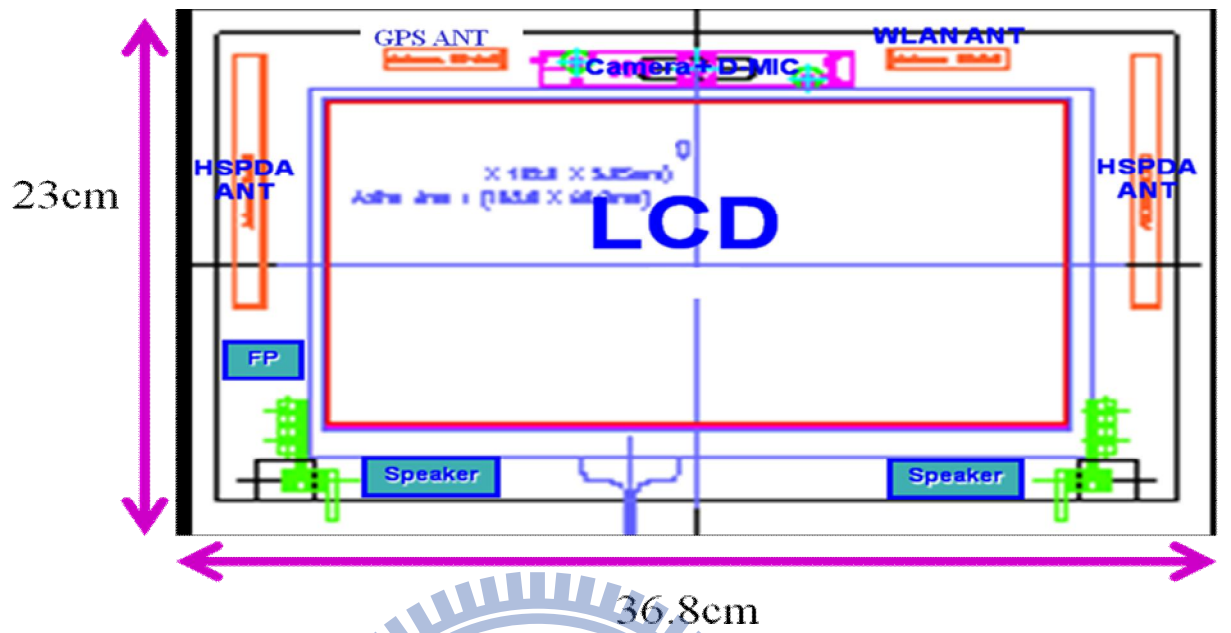 GPS ANT
WLAN ANT
Camera + D-MIC
HSPDA
ANT
HSPDA
ANT
23cm
LCD
FP
Speaker
Speaker
36.8cm